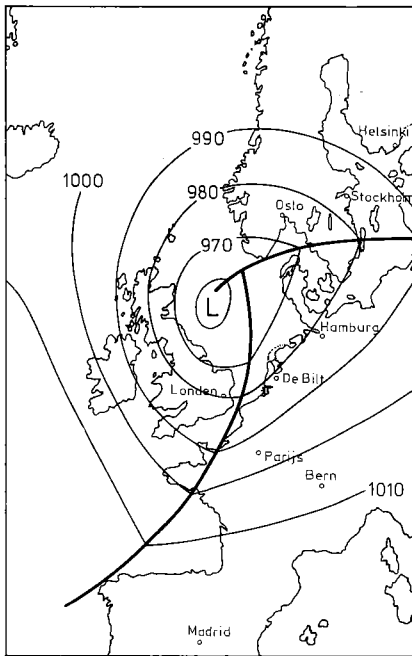 Helsinki
990
1000
980
Oslo
Stockholm
970
L
Hamburg
De Bilt
Londen
Parijs
Bern
1010
Madrid